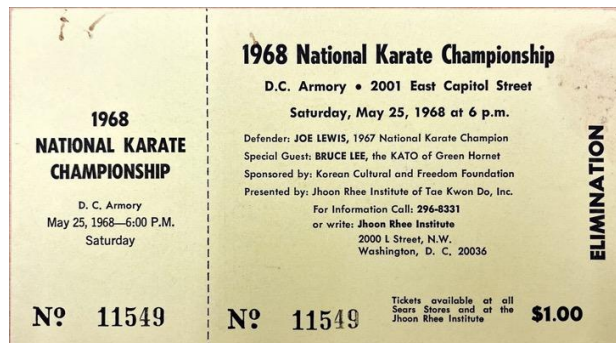 1968
NATIONAL KARATE
CHAMPIONSHIP
D. C. Armory
May 25, 1968—6:00 P.M.
Saturday
Nº 11549
1968 National Karate Championship
D.C. Armory • 2001 East Capitol Street
Saturday, May 25, 1968 at 6 p.m.
Defender: JOE LEWIS, 1967 National Karate Champion
Special Guest: BRUCE LEE, the KATO of Green Hornet
Sponsored by: Korean Cultural and Freedom Foundation
Presented by: Jhoon Rhee Institute of Tae Kwon Do, Inc.
For Information Call: 296-8331
or write: Jhoon Rhee Institute
2000 L Street, N.W.
Washington, D. C. 20036
Nº 11549
Tickets available at all
Sears Stores and at the
Jhoon Rhee Institute
$1.00
ELIMINATION